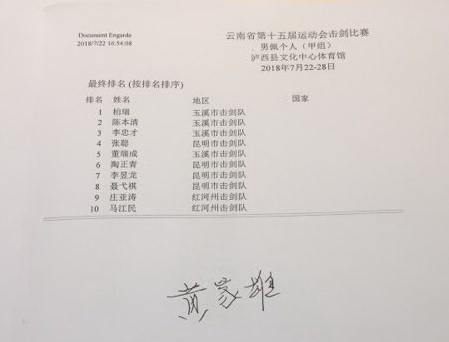 Document Engarde
2018/7/22 16:54:08
云南省第十五届运动会击剑比赛
男佩个人（甲组）
泸西县文化中心体育馆
2018年7月22-28日
最终排名 (按排名排序)
排名 姓名 地区 国家
1 柏瑞 玉溪市击剑队
2 陈本清 玉溪市击剑队
3 李忠才 玉溪市击剑队
4 张聪 昆明市击剑队
5 董瑞成 玉溪市击剑队
6 陶正青 昆明市击剑队
7 李昱龙 昆明市击剑队
8 聂弋棋 昆明市击剑队
9 庄亚涛 红河州击剑队
10 马江民 红河州击剑队
黄家雄